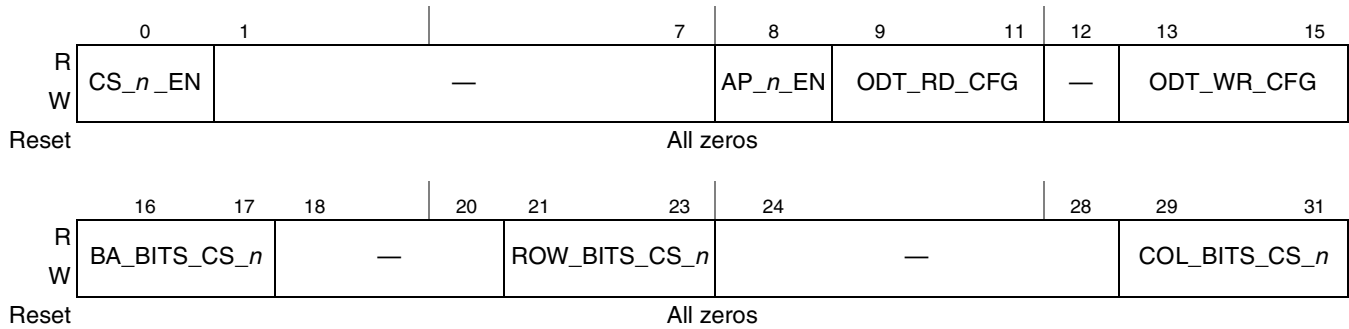 0 1 7 8 9 11 12 13 15
R
W
CS_n_EN — AP_n_EN ODT_RD_CFG — ODT_WR_CFG
Reset All zeros
16 17 18 20 21 23 24 28 29 31
R
W
BA_BITS_CS_n — ROW_BITS_CS_n — COL_BITS_CS_n
Reset All zeros